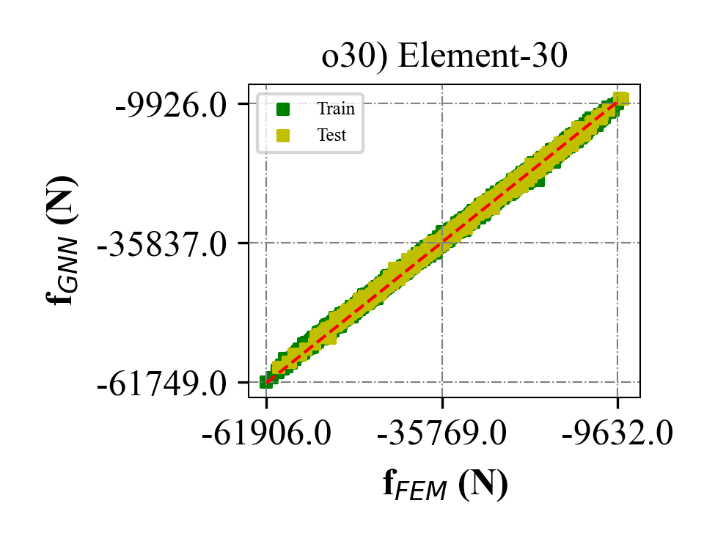 o30) Element-30
-9926.0
Train
Test
-35837.0
f_GNN (N)
-61749.0
-61906.0 -35769.0 -9632.0
f_FEM (N)